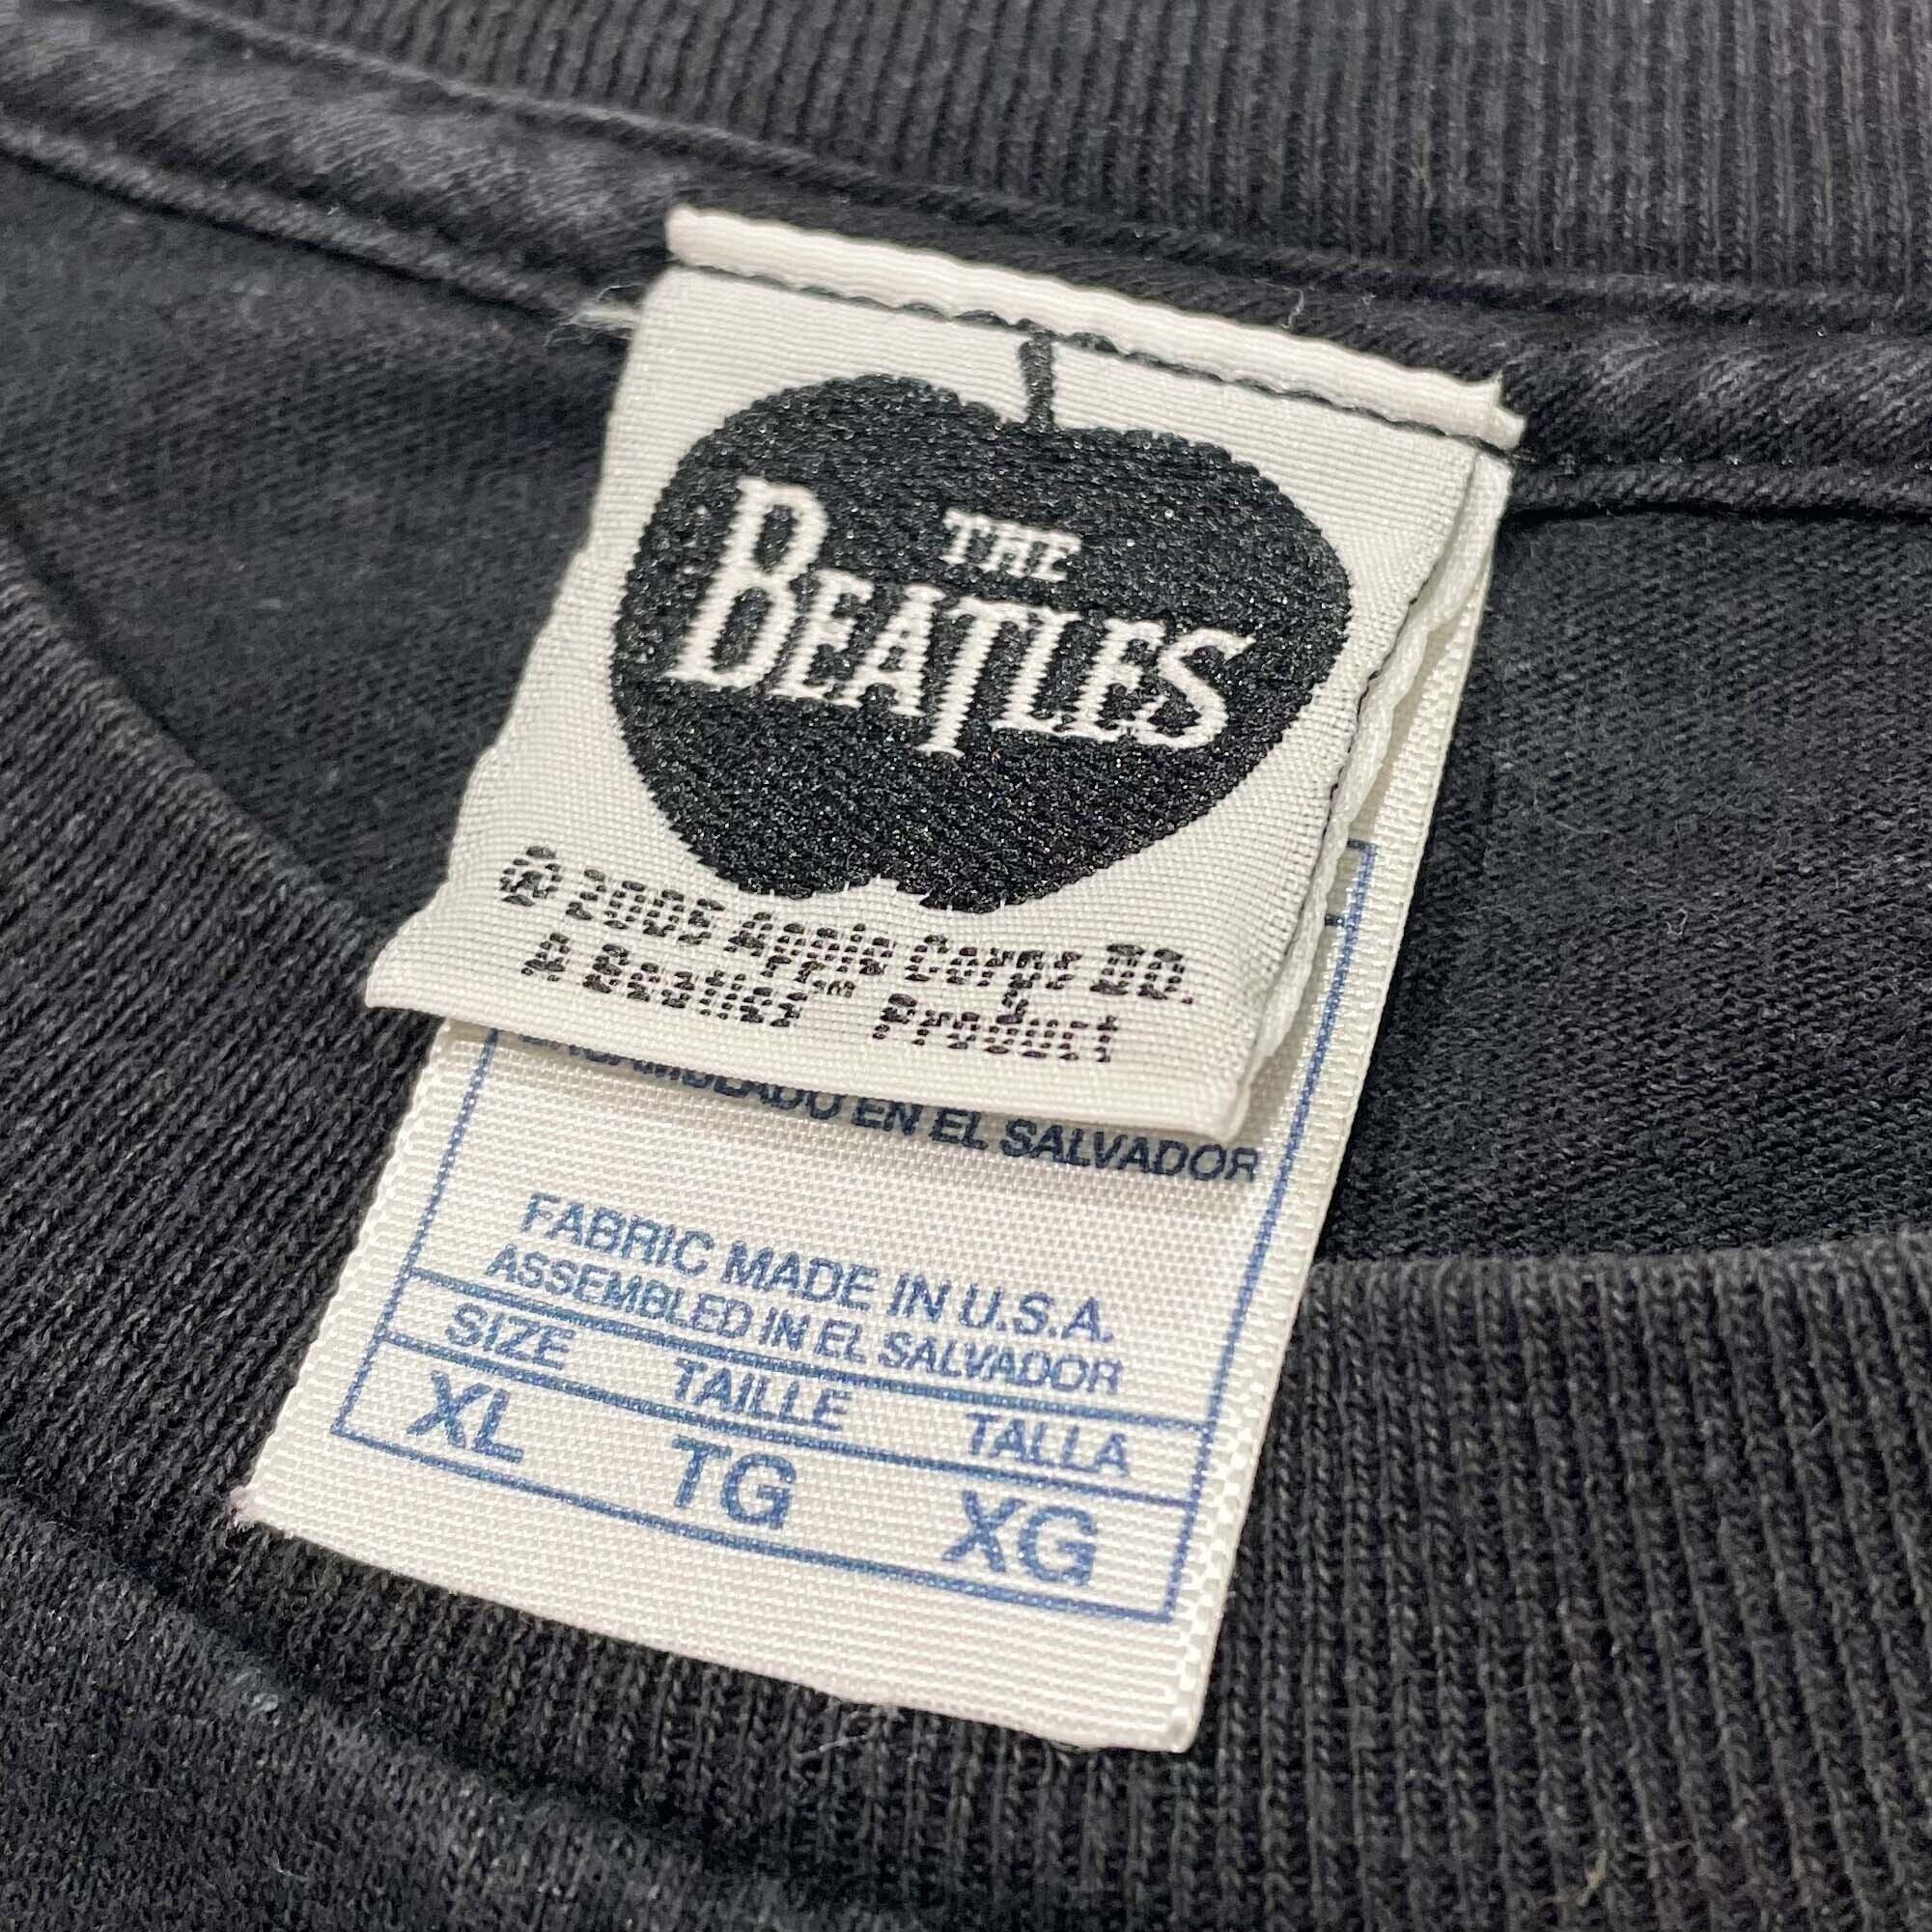 THE
BEATLES
© 2005 Apple Corps LTD.
A Beatles™ Product
ENSAMBLADO EN EL SALVADOR
FABRIC MADE IN U.S.A.
ASSEMBLED IN EL SALVADOR
SIZE TAILLE TALLA
XL TG XG